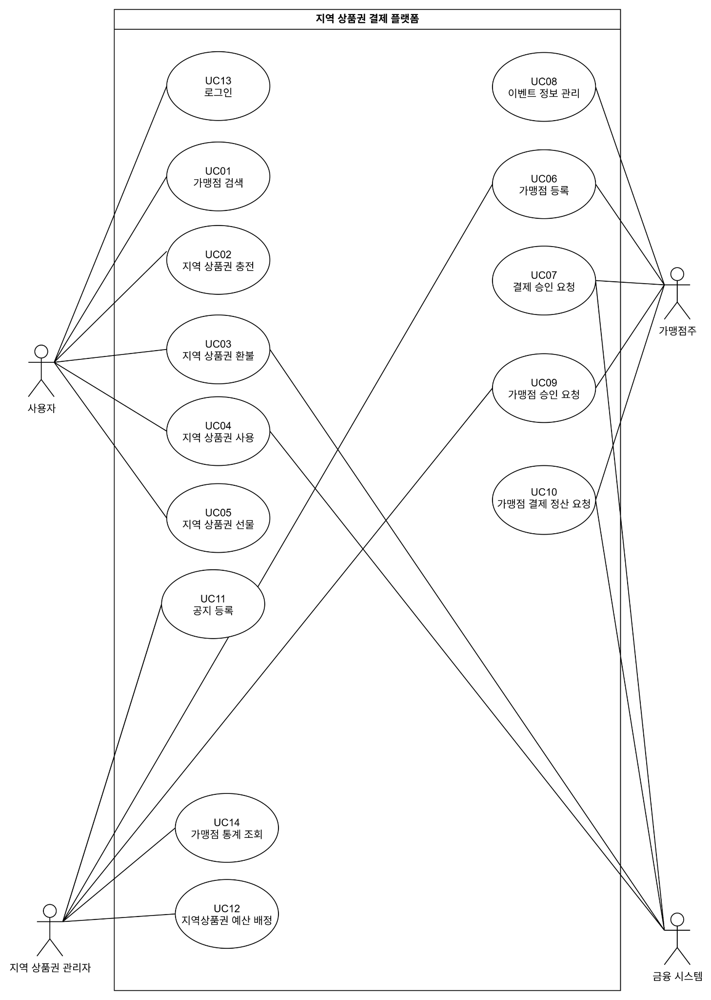 지역 상품권 결제 플랫폼
UC13
로그인
UC01
가맹점 검색
UC02
지역 상품권 충전
UC03
지역 상품권 환불
UC04
지역 상품권 사용
UC05
지역 상품권 선물
UC11
공지 등록
UC14
가맹점 통계 조회
UC12
지역상품권 예산 배정
UC08
이벤트 정보 관리
UC06
가맹점 등록
UC07
결제 승인 요청
UC09
가맹점 승인 요청
UC10
가맹점 결제 정산 요청
사용자
지역 상품권 관리자
가맹점주
금융 시스템